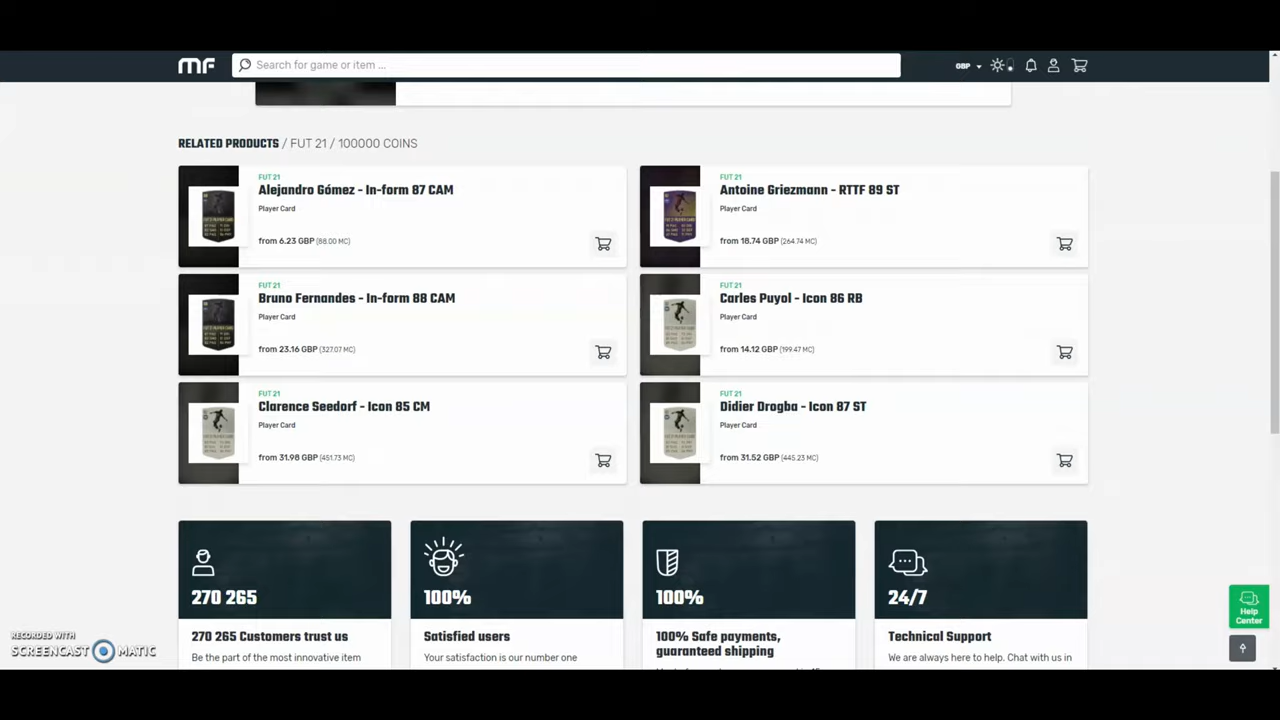 MF
Search for game or item ...
GBP
RELATED PRODUCTS / FUT 21 / 100000 COINS
FUT 21
Alejandro Gómez - In-form 87 CAM
Player Card
from 6.23 GBP (88.00 MC)
FUT 21
Antoine Griezmann - RTTF 89 ST
Player Card
from 18.74 GBP (264.74 MC)
FUT 21
Bruno Fernandes - In-form 88 CAM
Player Card
from 23.16 GBP (327.07 MC)
FUT 21
Carles Puyol - Icon 86 RB
Player Card
from 14.12 GBP (199.47 MC)
FUT 21
Clarence Seedorf - Icon 85 CM
Player Card
from 31.98 GBP (451.73 MC)
FUT 21
Didier Drogba - Icon 87 ST
Player Card
from 31.52 GBP (445.23 MC)
270 265
270 265 Customers trust us
Be the part of the most innovative item
100%
Satisfied users
Your satisfaction is our number one
100%
100% Safe payments,
guaranteed shipping
24/7
Technical Support
We are always here to help. Chat with us in
Help
Center
RECORDED WITH
SCREENCAST MATIC